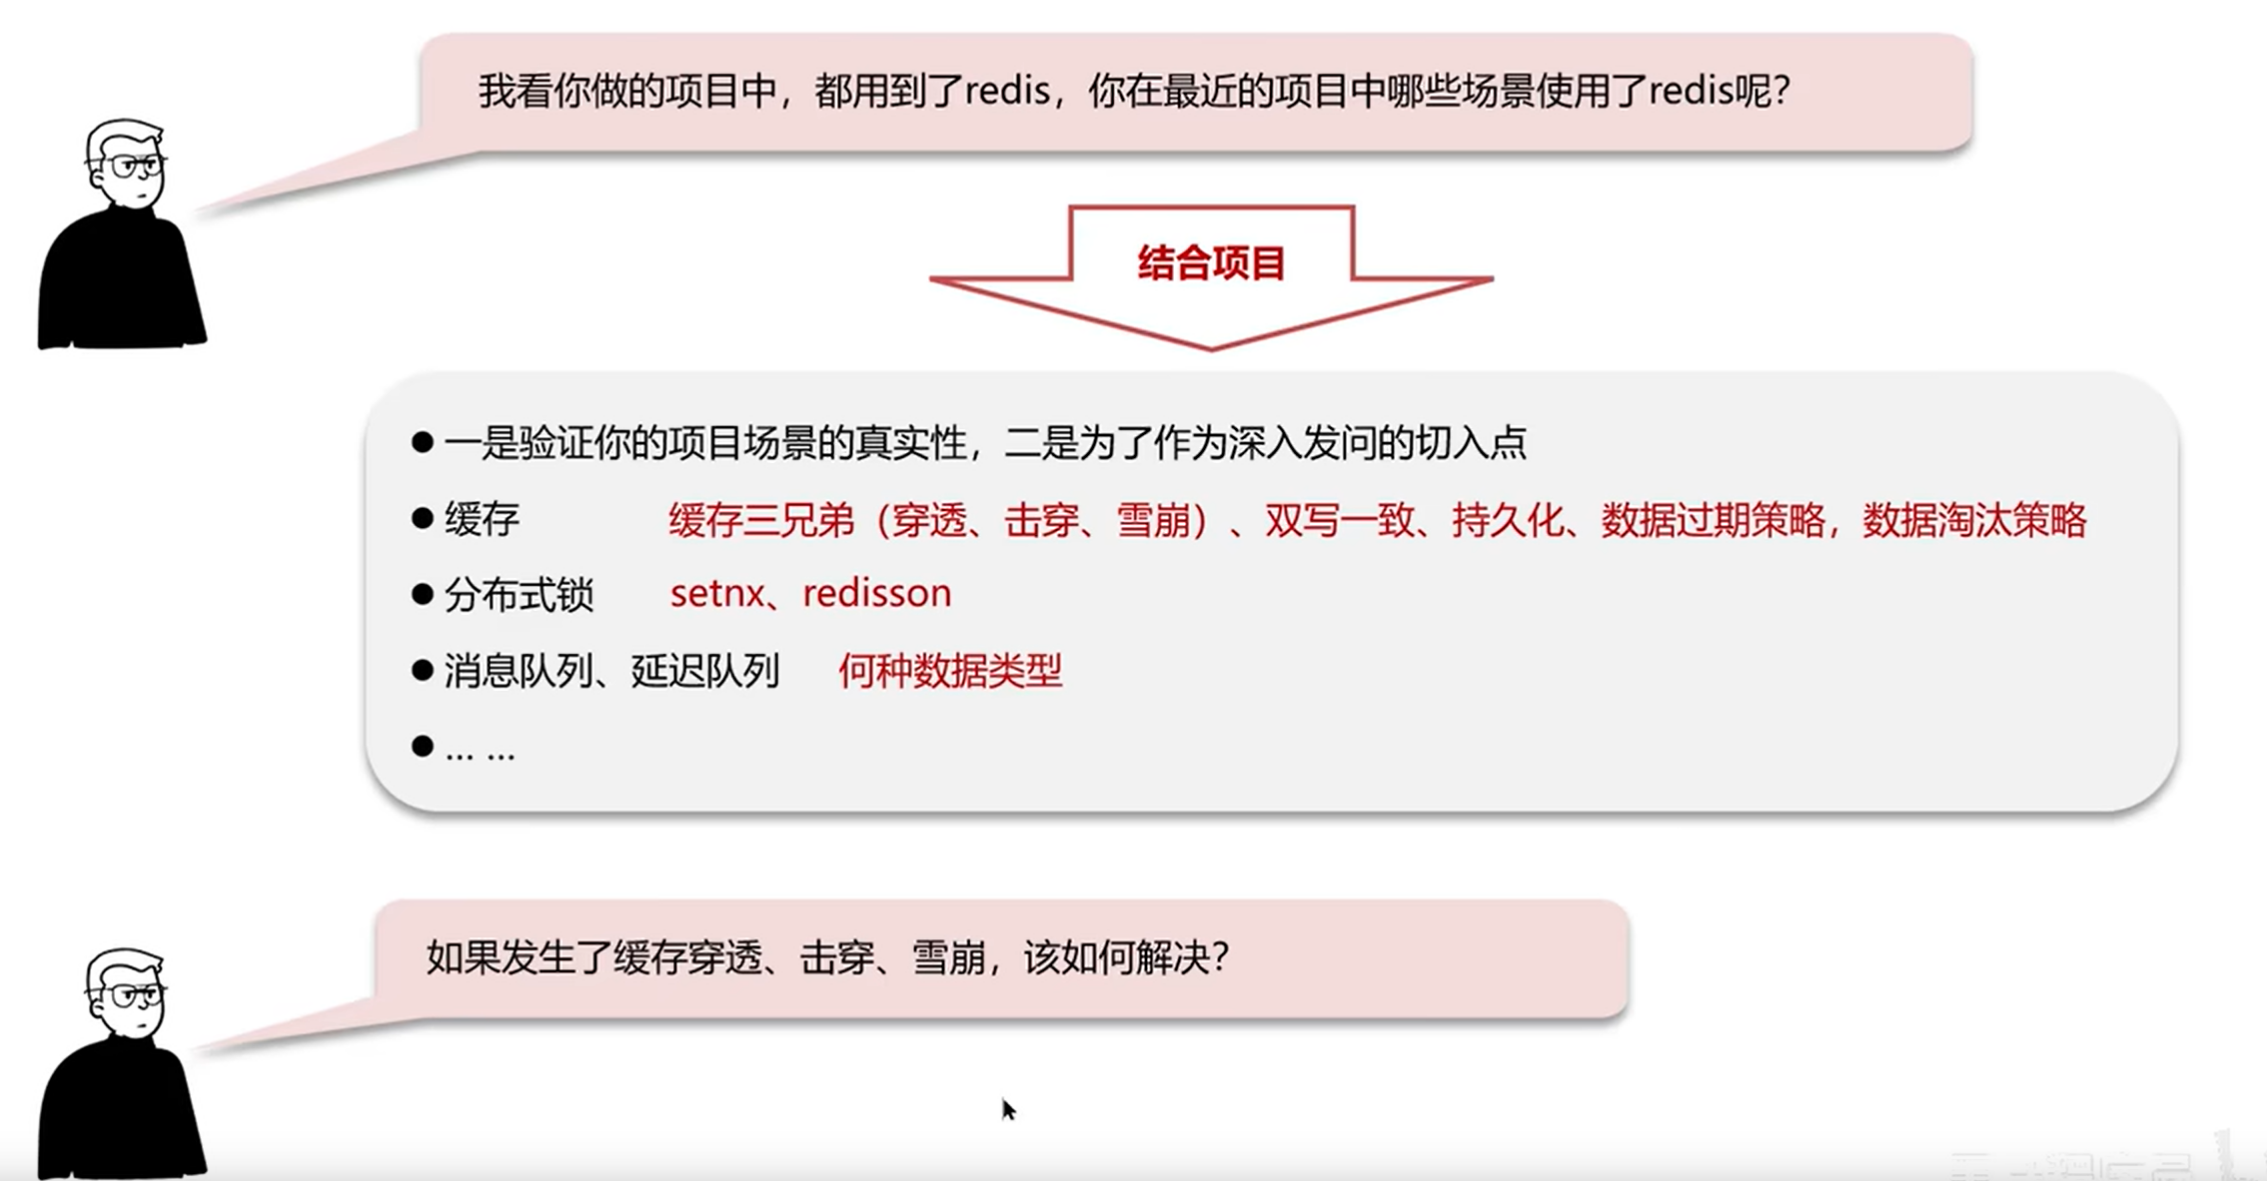 我看你做的项目中，都用到了redis，你在最近的项目中哪些场景使用了redis呢？
结合项目
● 一是验证你的项目场景的真实性，二是为了作为深入发问的切入点
● 缓存 缓存三兄弟（穿透、击穿、雪崩）、双写一致、持久化、数据过期策略，数据淘汰策略
● 分布式锁 setnx、redisson
● 消息队列、延迟队列 何种数据类型
● … …
如果发生了缓存穿透、击穿、雪崩，该如何解决？